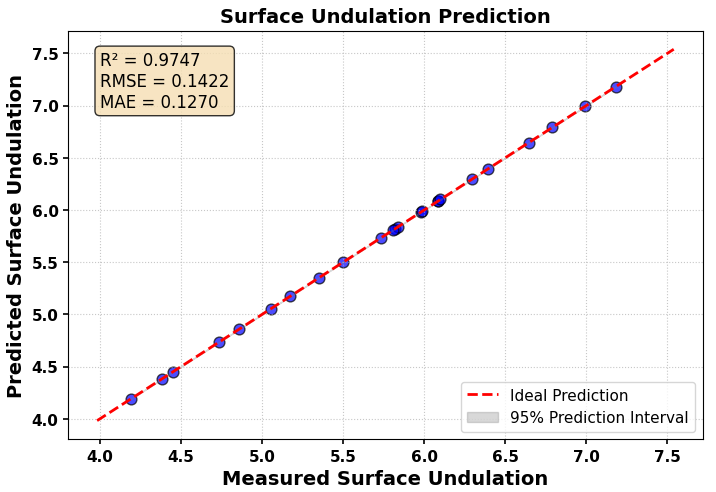 Surface Undulation Prediction
R² = 0.9747
RMSE = 0.1422
MAE = 0.1270
7.5
7.0
6.5
6.0
5.5
5.0
4.5
4.0
Predicted Surface Undulation
Ideal Prediction
95% Prediction Interval
4.0 4.5 5.0 5.5 6.0 6.5 7.0 7.5
Measured Surface Undulation